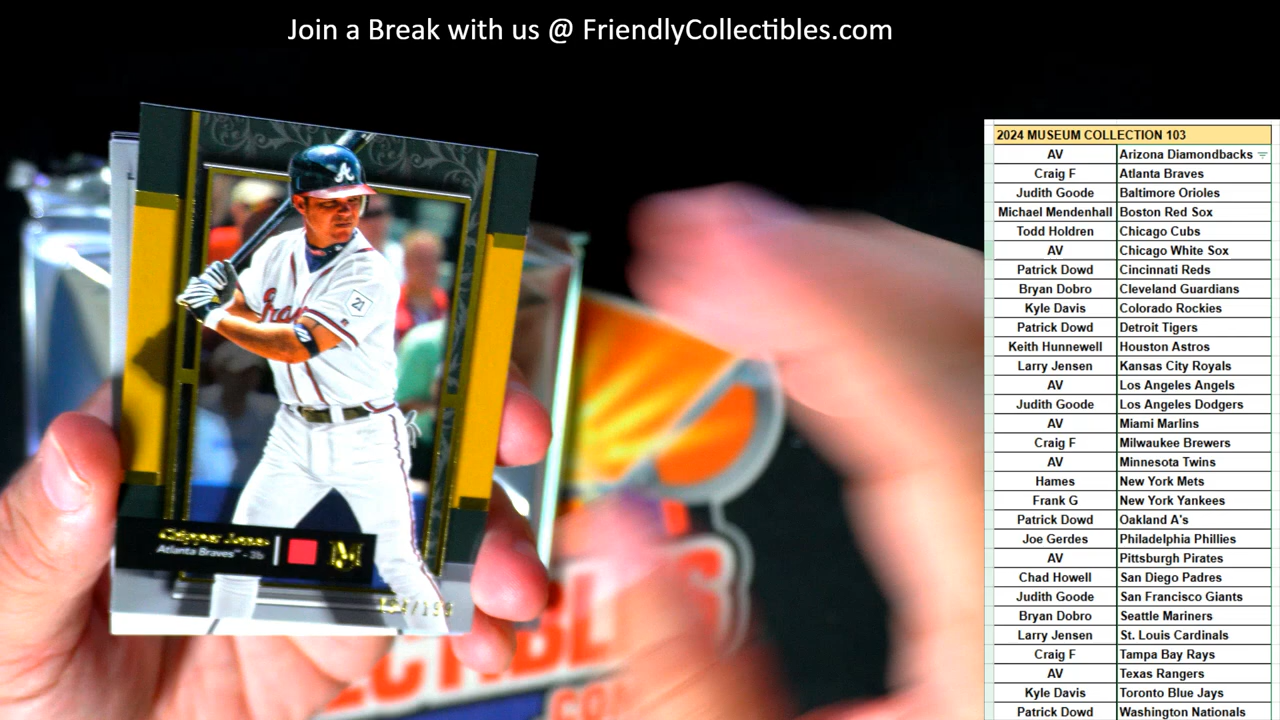 Join a Break with us @ FriendlyCollectibles.com
2024 MUSEUM COLLECTION 103
AV Arizona Diamondbacks
Craig F Atlanta Braves
Judith Goode Baltimore Orioles
Michael Mendenhall Boston Red Sox
Todd Holdren Chicago Cubs
AV Chicago White Sox
Patrick Dowd Cincinnati Reds
Bryan Dobro Cleveland Guardians
Kyle Davis Colorado Rockies
Patrick Dowd Detroit Tigers
Keith Hunnewell Houston Astros
Larry Jensen Kansas City Royals
AV Los Angeles Angels
Judith Goode Los Angeles Dodgers
AV Miami Marlins
Craig F Milwaukee Brewers
AV Minnesota Twins
Hames New York Mets
Frank G New York Yankees
Patrick Dowd Oakland A's
Joe Gerdes Philadelphia Phillies
AV Pittsburgh Pirates
Chad Howell San Diego Padres
Judith Goode San Francisco Giants
Bryan Dobro Seattle Mariners
Larry Jensen St. Louis Cardinals
Craig F Tampa Bay Rays
AV Texas Rangers
Kyle Davis Toronto Blue Jays
Patrick Dowd Washington Nationals
A
21
Chipper Jones
Atlanta Braves™ - 3b
M